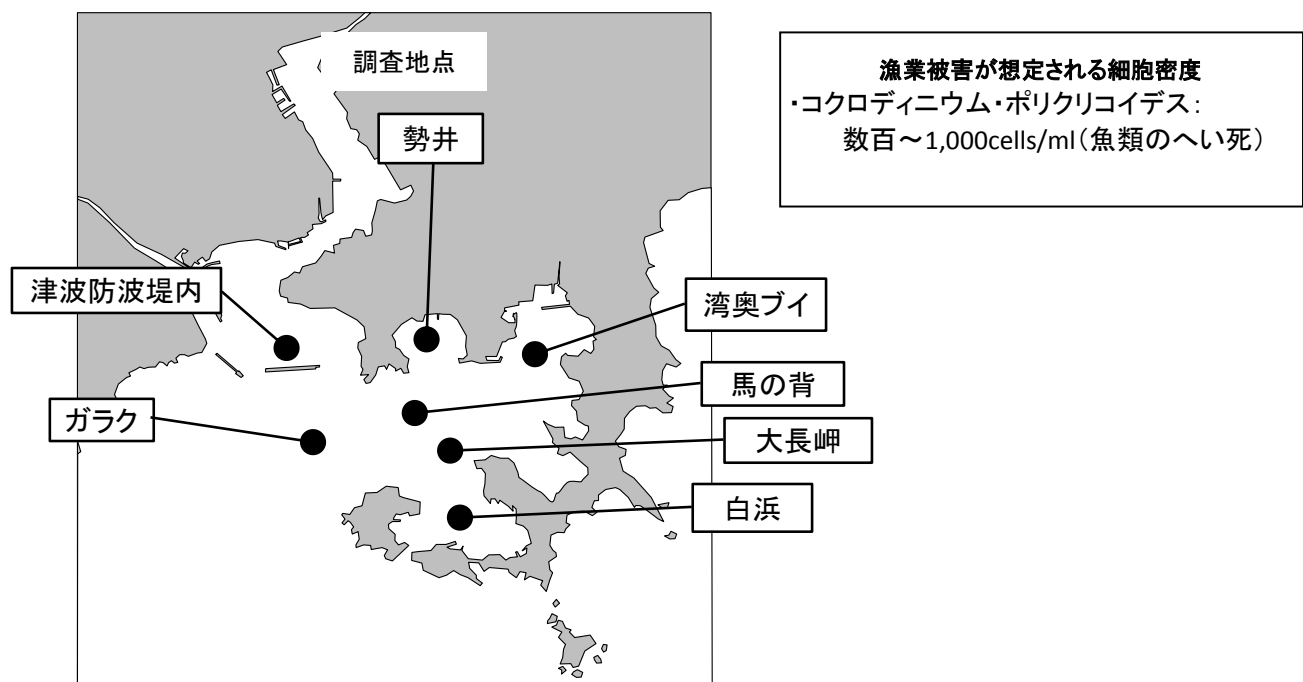 調査地点
漁業被害が想定される細胞密度
・コクロディニウム・ポリクリコイデス：
数百～1,000cells/ml(魚類のへい死)
勢井
津波防波堤内
湾奥ブイ
馬の背
ガラク
大長岬
白浜